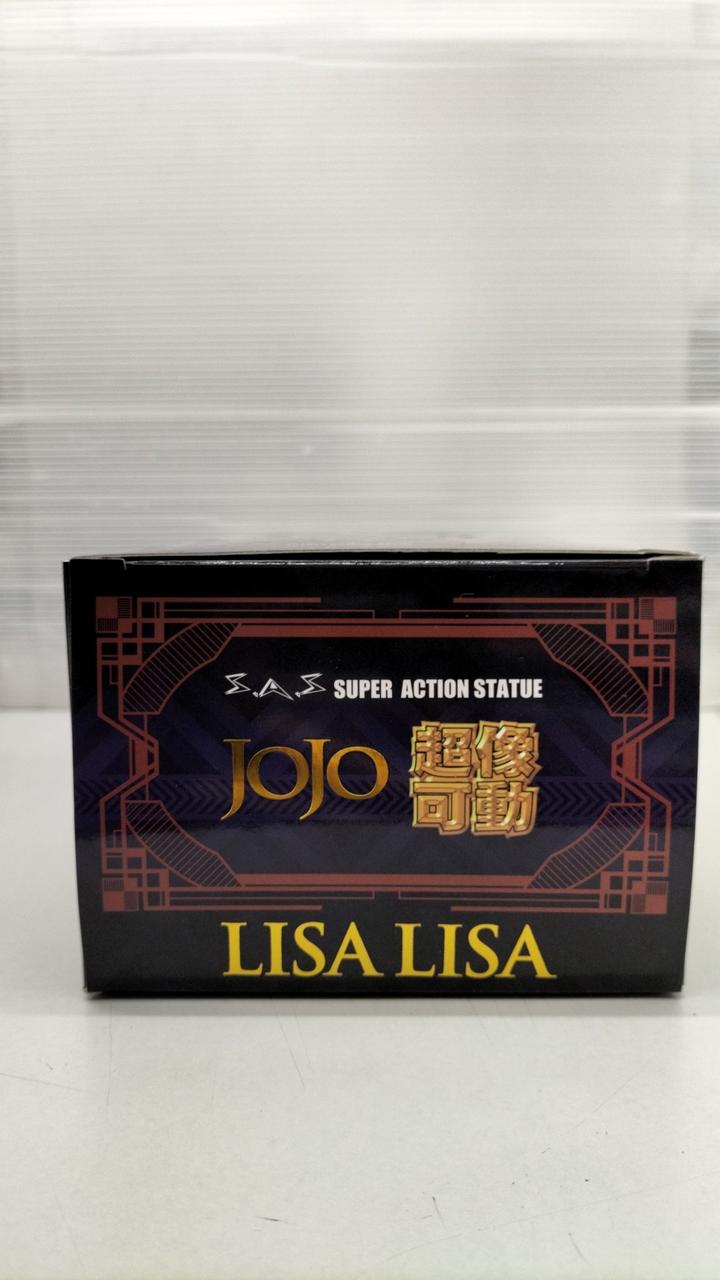 S.A.S SUPER ACTION STATUE
JOJO 超像
可動
LISA LISA